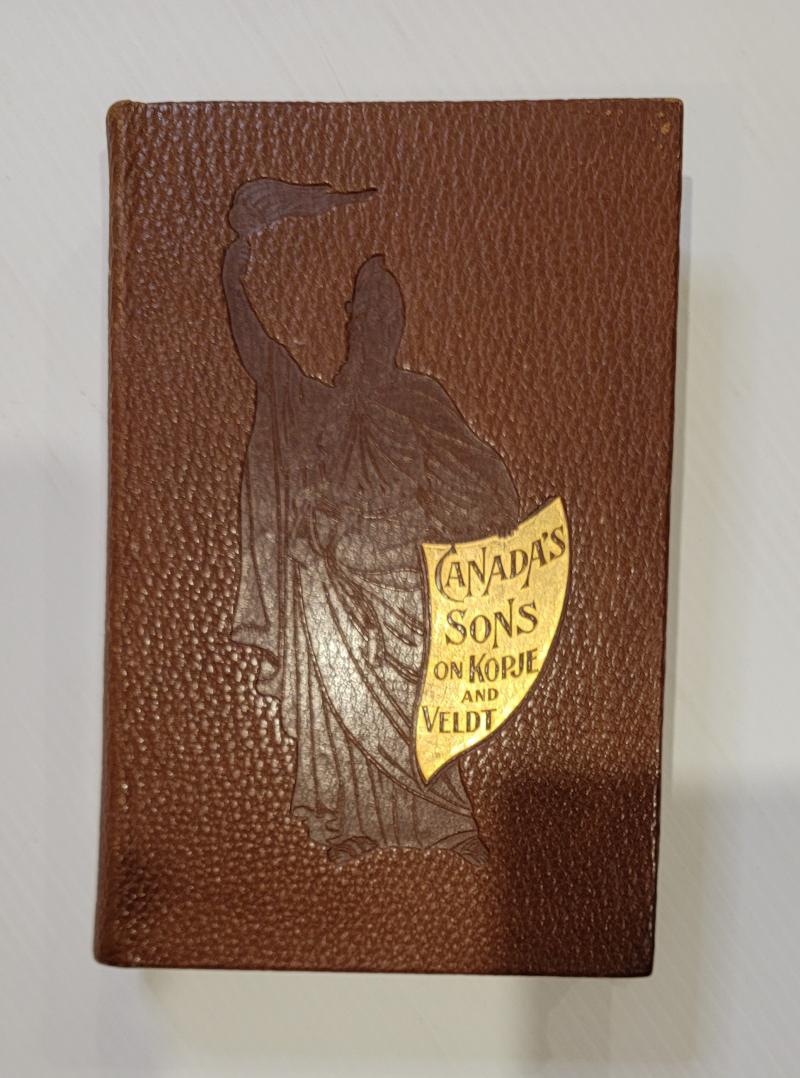 CANADA'S
SONS
ON KOPJE
AND
VELDT